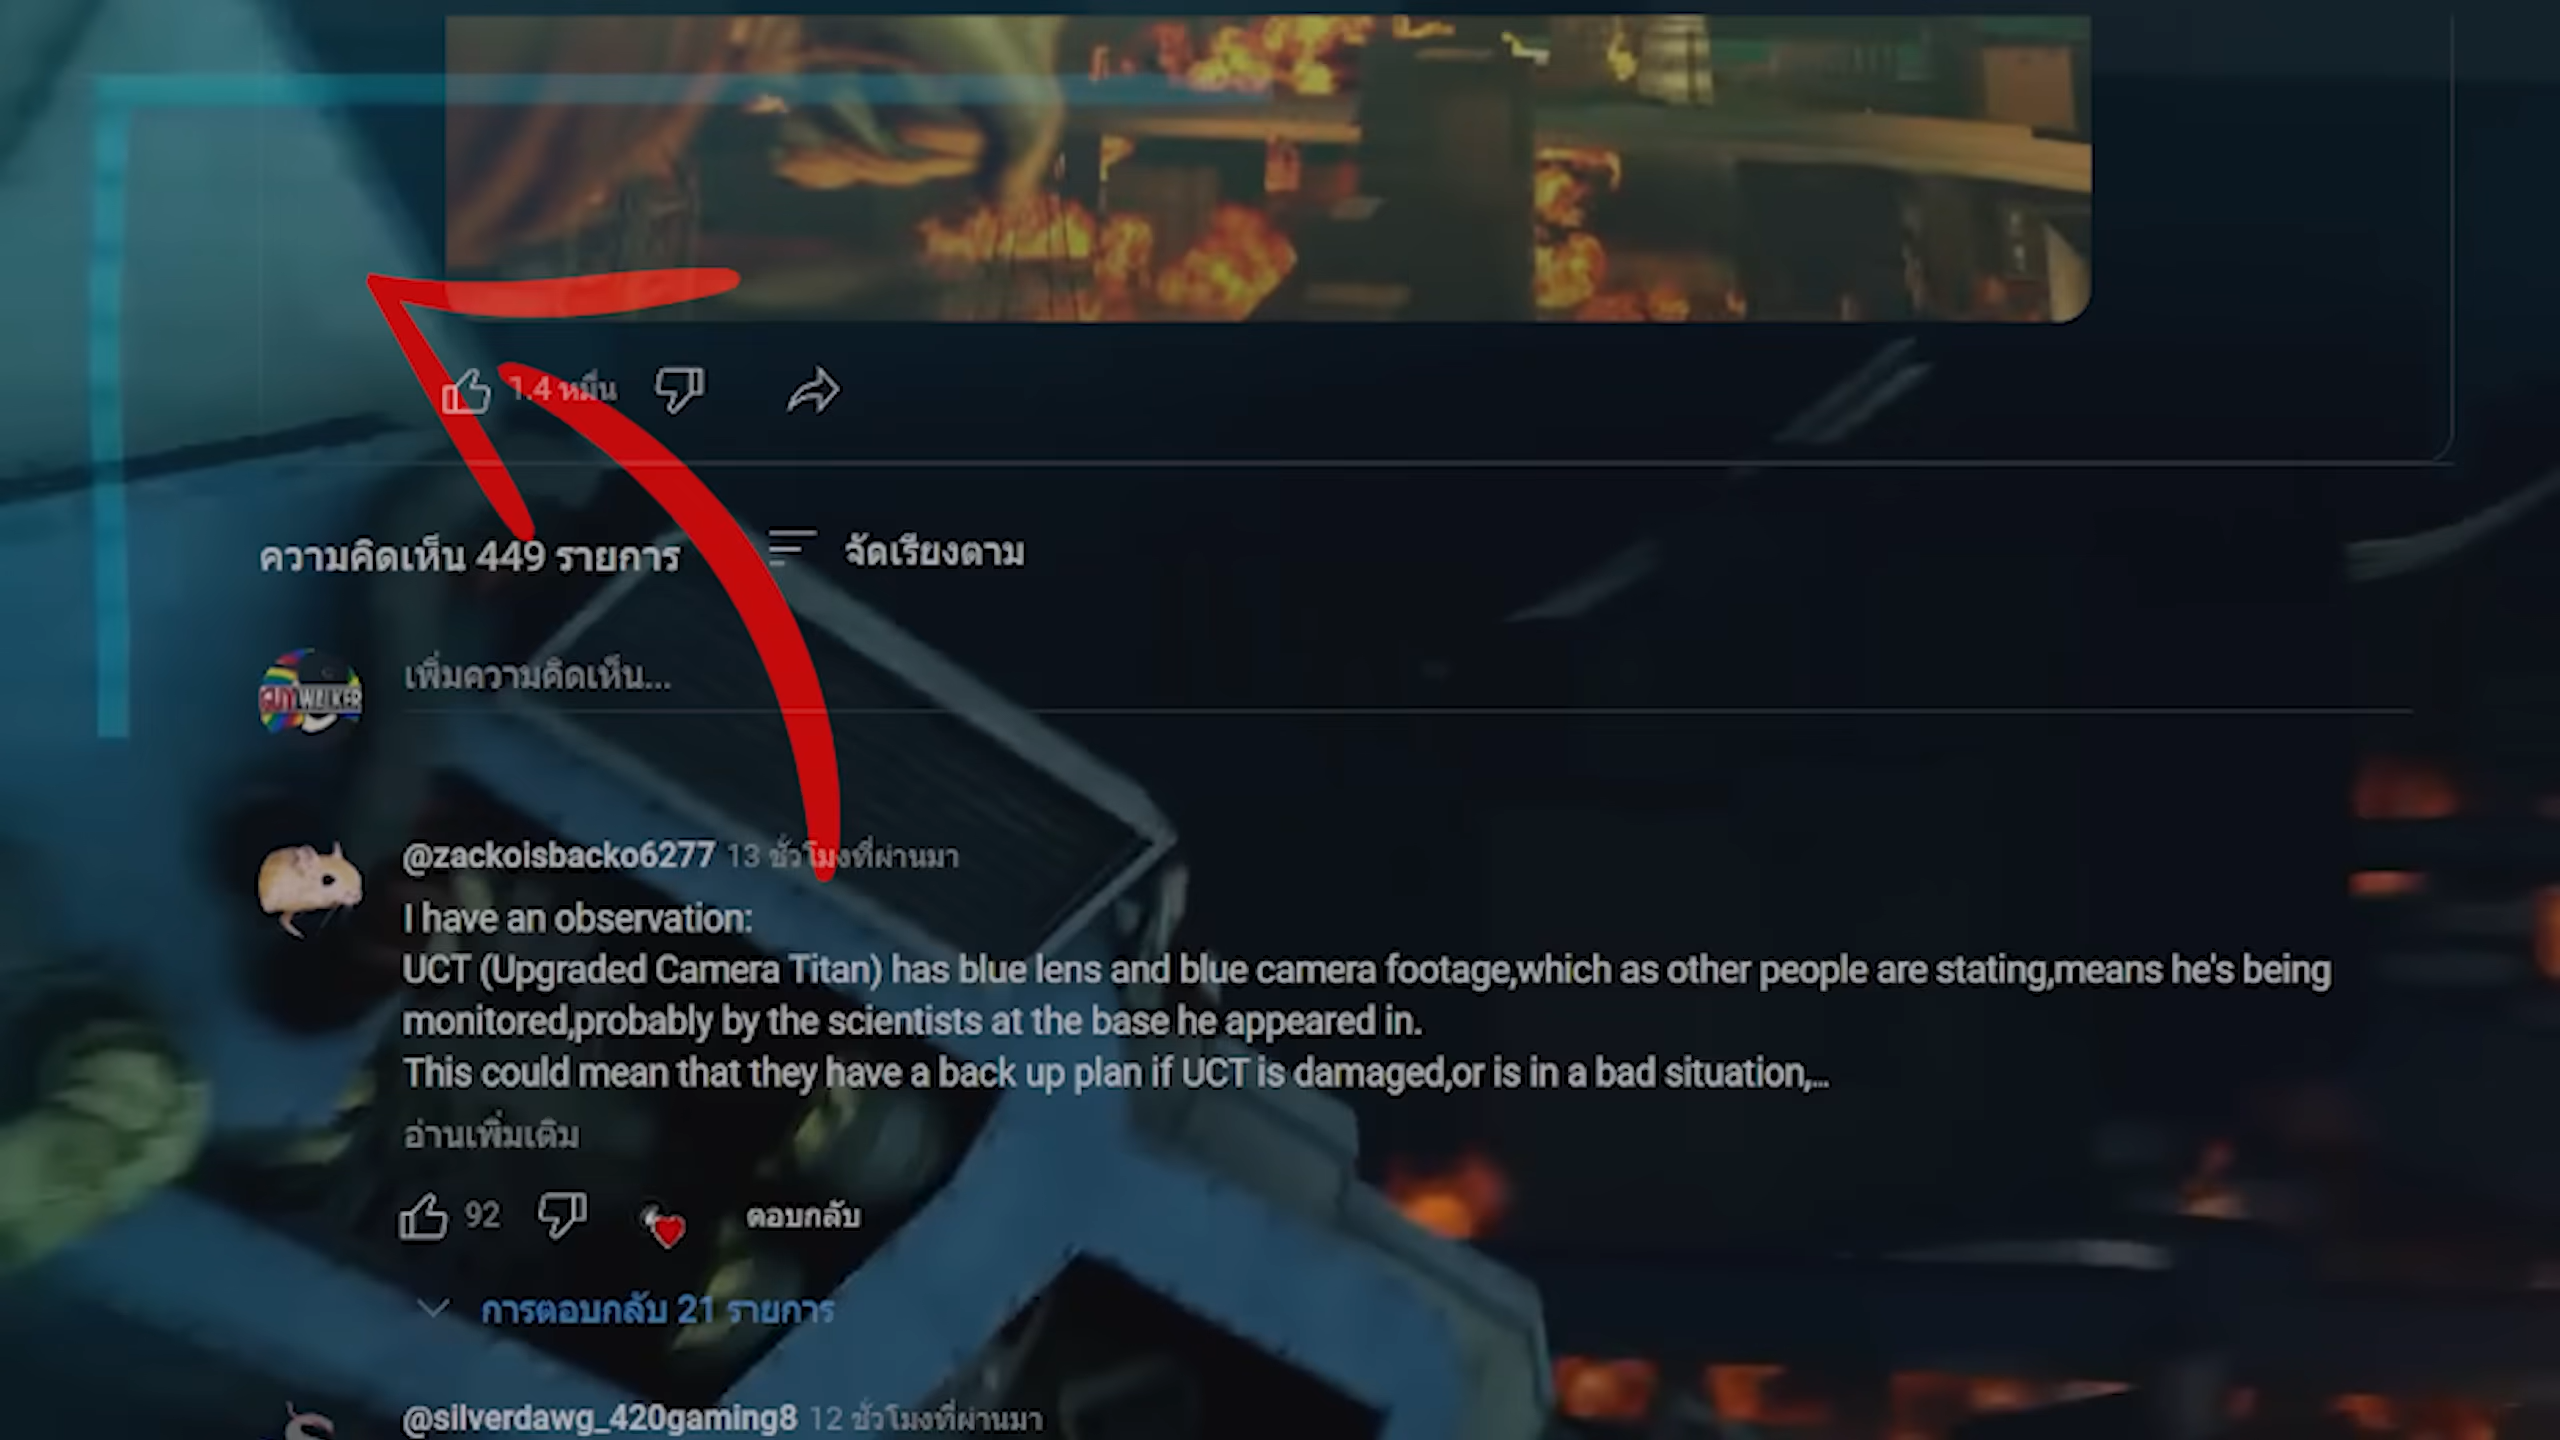 1.4 หมื่น
ความคิดเห็น 449 รายการ จัดเรียงตาม
GUYWALKER
เพิ่มความคิดเห็น...
@zackoisbacko6277 13 ชั่วโมงที่ผ่านมา
I have an observation:
UCT (Upgraded Camera Titan) has blue lens and blue camera footage,which as other people are stating,means he's being
monitored,probably by the scientists at the base he appeared in.
This could mean that they have a back up plan if UCT is damaged,or is in a bad situation,...
อ่านเพิ่มเติม
92 ตอบกลับ
การตอบกลับ 21 รายการ
@silverdawg_420gaming8 12 ชั่วโมงที่ผ่านมา